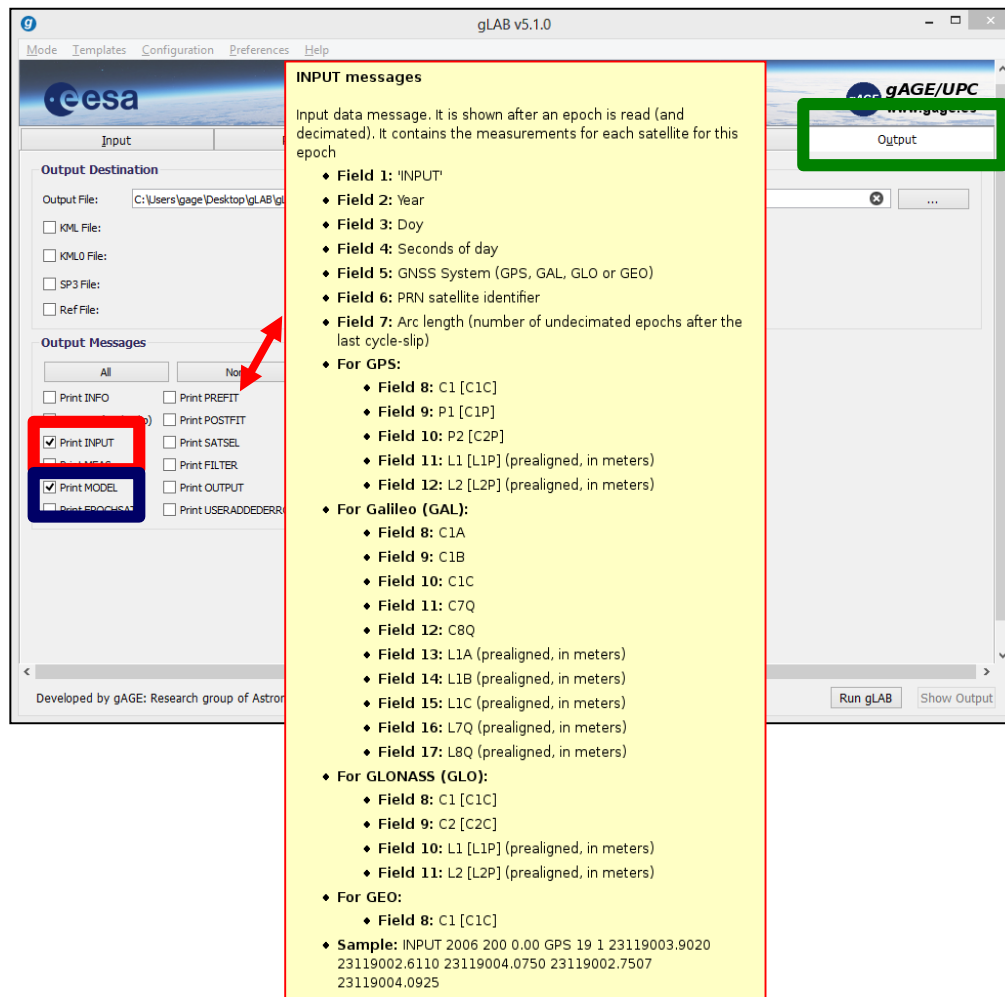 gLAB v5.1.0
Mode Templates Configuration Preferences Help
esa
gAGE/UPC
Input
Output
Output Destination
Output File: C:\Users\gage\Desktop\gLAB\gL
...
KML File:
KML0 File:
SP3 File:
Ref File:
Output Messages
All
Print INFO
Print PREFIT
Print POSTFIT
Print INPUT
Print SATSEL
Print FILTER
Print MODEL
Print OUTPUT
Print EPOCHSAT
Print USERADDEDERRO
Developed by gAGE: Research group of Astron
Run gLAB
Show Output
INPUT messages
Input data message. It is shown after an epoch is read (and
decimated). It contains the measurements for each satellite for this
epoch
Field 1: 'INPUT'
Field 2: Year
Field 3: Doy
Field 4: Seconds of day
Field 5: GNSS System (GPS, GAL, GLO or GEO)
Field 6: PRN satellite identifier
Field 7: Arc length (number of undecimated epochs after the
last cycle-slip)
For GPS:
Field 8: C1 [C1C]
Field 9: P1 [C1P]
Field 10: P2 [C2P]
Field 11: L1 [L1P] (prealigned, in meters)
Field 12: L2 [L2P] (prealigned, in meters)
For Galileo (GAL):
Field 8: C1A
Field 9: C1B
Field 10: C1C
Field 11: C7Q
Field 12: C8Q
Field 13: L1A (prealigned, in meters)
Field 14: L1B (prealigned, in meters)
Field 15: L1C (prealigned, in meters)
Field 16: L7Q (prealigned, in meters)
Field 17: L8Q (prealigned, in meters)
For GLONASS (GLO):
Field 8: C1 [C1C]
Field 9: C2 [C2C]
Field 10: L1 [L1P] (prealigned, in meters)
Field 11: L2 [L2P] (prealigned, in meters)
For GEO:
Field 8: C1 [C1C]
Sample: INPUT 2006 200 0.00 GPS 19 1 23119003.9020
23119002.6110 23119004.0750 23119002.7507
23119004.0925